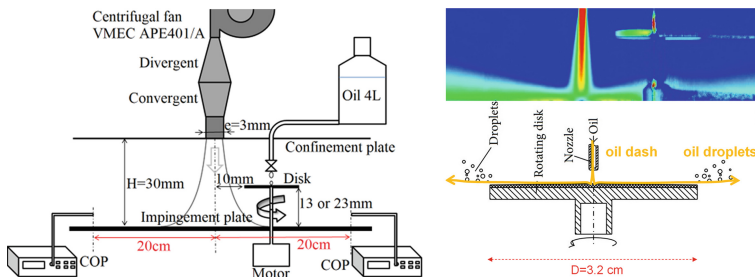 Centrifugal fan
VMEC APE401/A
Divergent
Convergent
Oil 4L
e=3mm
Confinement plate
H=30mm
10mm
Disk
13 or 23mm
Impingement plate
20cm
20cm
COP
Motor
COP
Droplets
Rotating disk
Nozzle
Oil
oil dash
oil droplets
D=3.2 cm